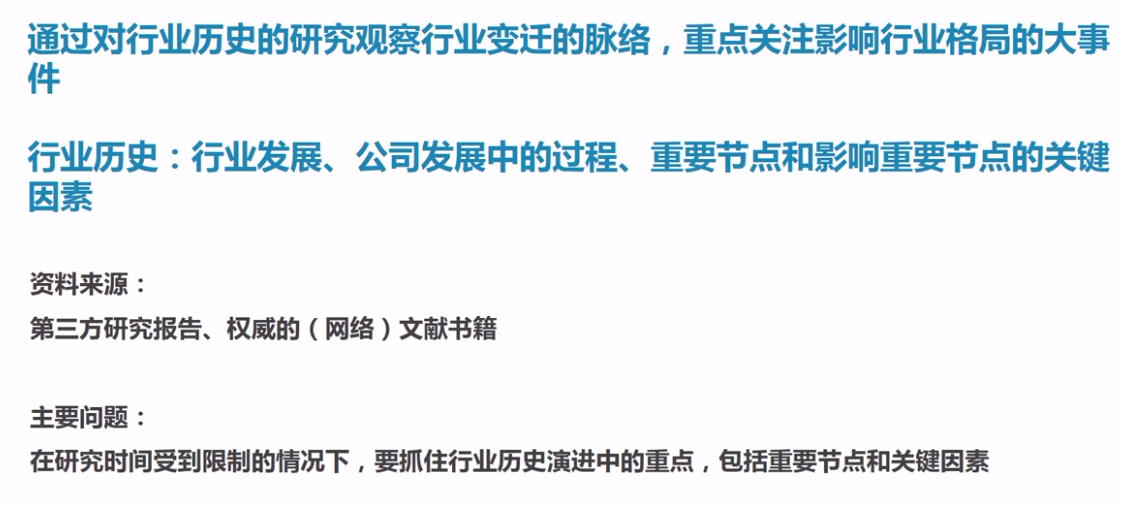 通过对行业历史的研究观察行业变迁的脉络，重点关注影响行业格局的大事
件
行业历史：行业发展、公司发展中的过程、重要节点和影响重要节点的关键
因素
资料来源：
第三方研究报告、权威的（网络）文献书籍
主要问题：
在研究时间受到限制的情况下，要抓住行业历史演进中的重点，包括重要节点和关键因素